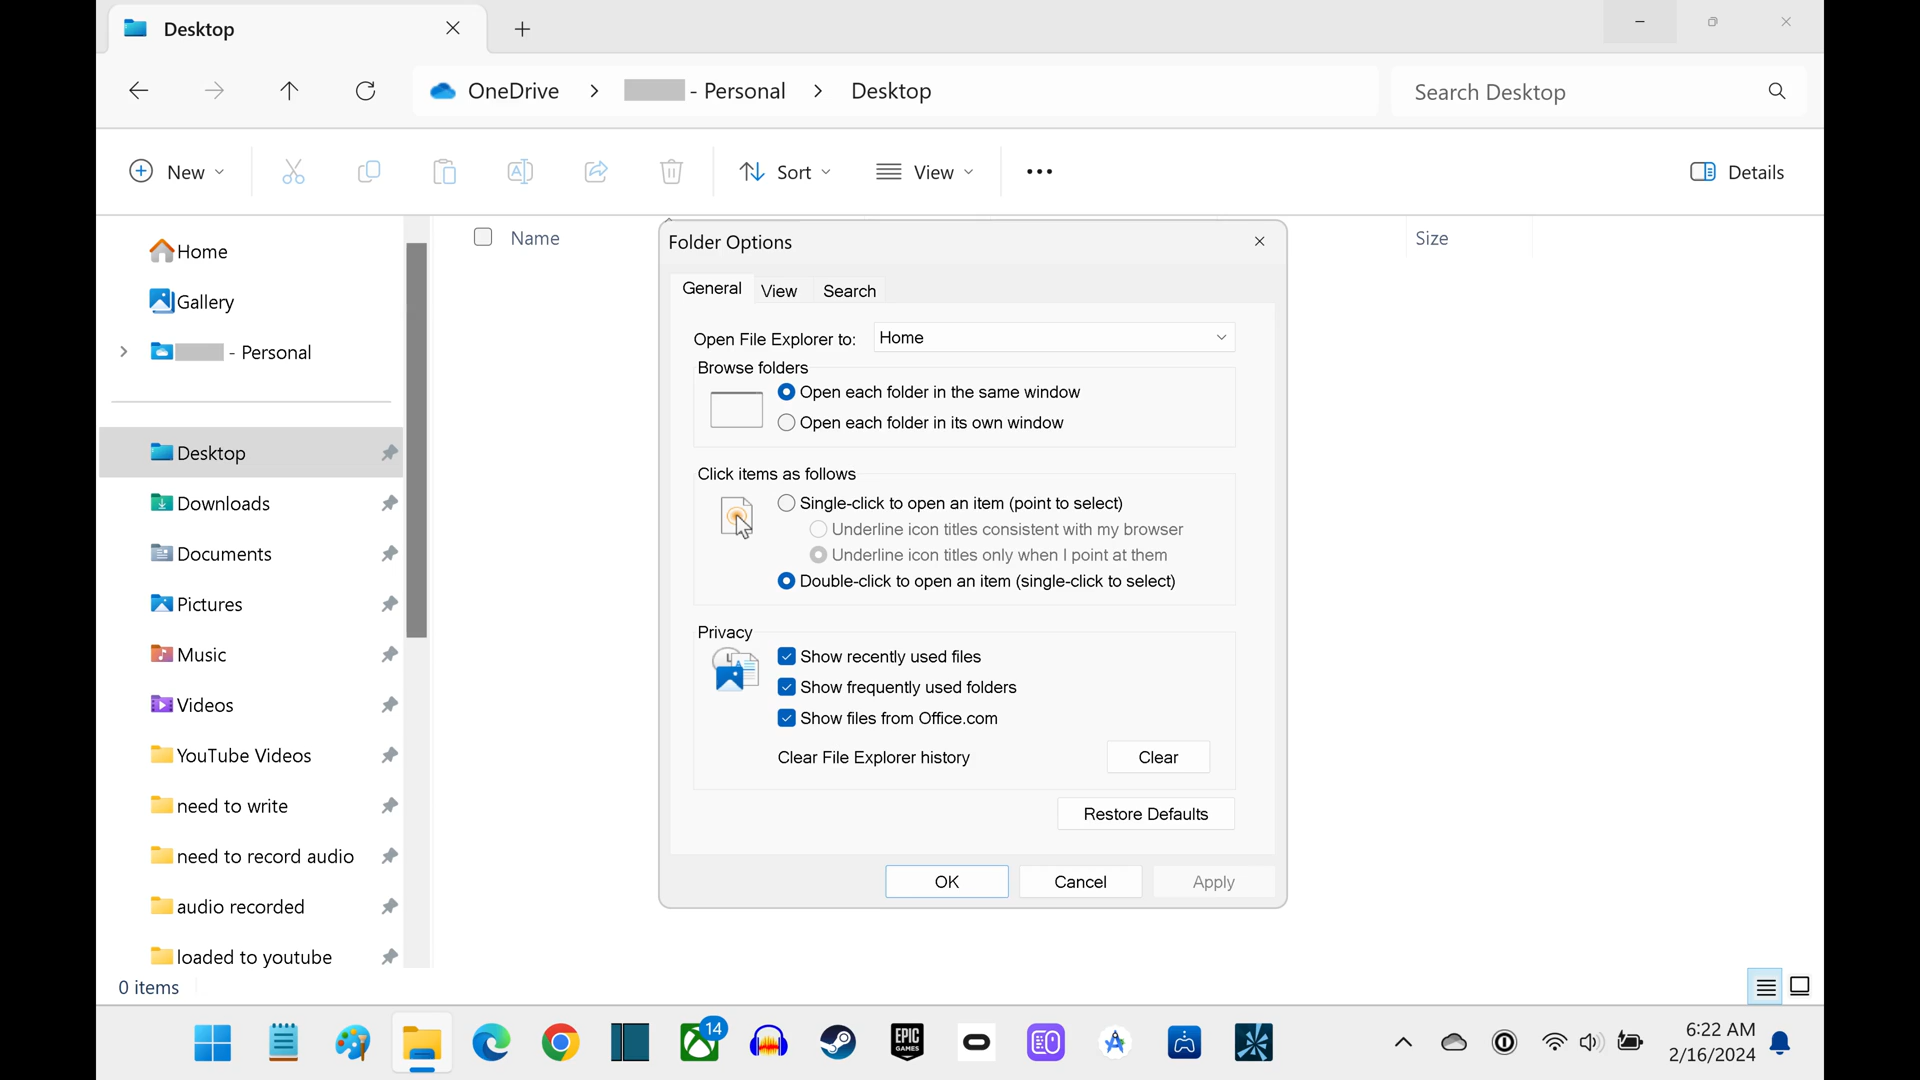 Desktop
OneDrive > - Personal > Desktop
Search Desktop
New
Sort
View
Details
Home
Gallery
- Personal
Desktop
Downloads
Documents
Pictures
Music
Videos
YouTube Videos
need to write
need to record audio
audio recorded
loaded to youtube
0 items
Name
Size
Folder Options
General View Search
Open File Explorer to: Home
Browse folders
Open each folder in the same window
Open each folder in its own window
Click items as follows
Single-click to open an item (point to select)
Underline icon titles consistent with my browser
Underline icon titles only when I point at them
Double-click to open an item (single-click to select)
Privacy
Show recently used files
Show frequently used folders
Show files from Office.com
Clear File Explorer history
Clear
Restore Defaults
OK
Cancel
Apply
14
EPIC
GAMES
6:22 AM
2/16/2024